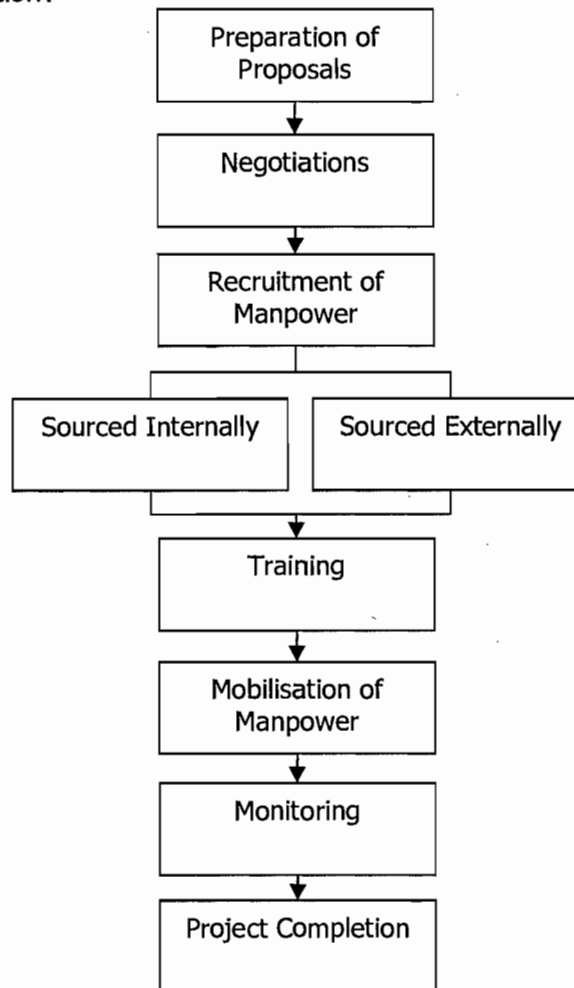 Preparation of
Proposals
Negotiations
Recruitment of
Manpower
Sourced Internally
Sourced Externally
Training
Mobilisation of
Manpower
Monitoring
Project Completion